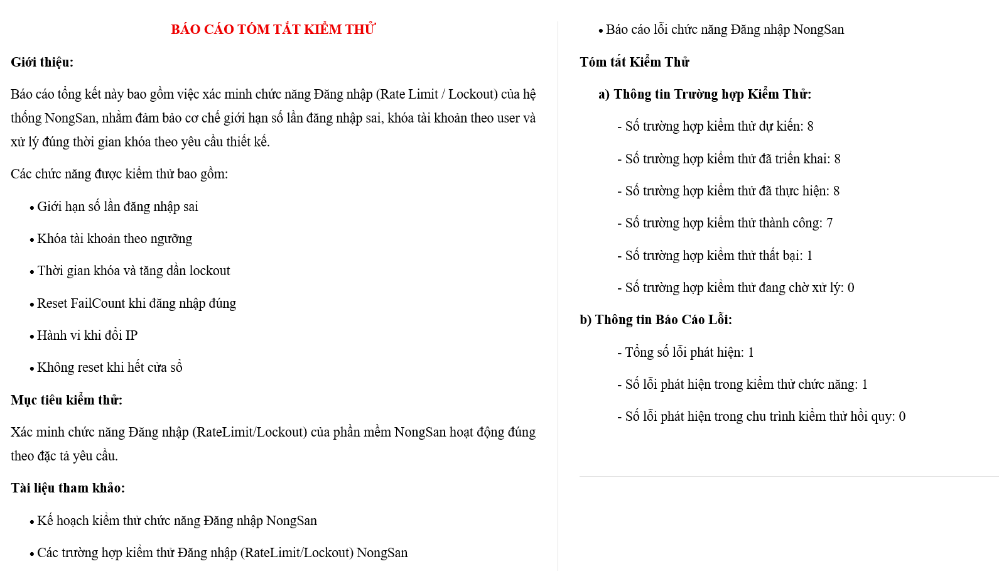 BÁO CÁO TÓM TẮT KIỂM THỬ
Giới thiệu:
Báo cáo tổng kết này bao gồm việc xác minh chức năng Đăng nhập (Rate Limit / Lockout) của hệ
thống NongSan, nhằm đảm bảo cơ chế giới hạn số lần đăng nhập sai, khóa tài khoản theo user và
xử lý đúng thời gian khóa theo yêu cầu thiết kế.
Các chức năng được kiểm thử bao gồm:
• Giới hạn số lần đăng nhập sai
• Khóa tài khoản theo ngưỡng
• Thời gian khóa và tăng dần lockout
• Reset FailCount khi đăng nhập đúng
• Hành vi khi đổi IP
• Không reset khi hết cửa sổ
Mục tiêu kiểm thử:
Xác minh chức năng Đăng nhập (RateLimit/Lockout) của phần mềm NongSan hoạt động đúng
theo đặc tả yêu cầu.
Tài liệu tham khảo:
• Kế hoạch kiểm thử chức năng Đăng nhập NongSan
• Các trường hợp kiểm thử Đăng nhập (RateLimit/Lockout) NongSan
• Báo cáo lỗi chức năng Đăng nhập NongSan
Tóm tắt Kiểm Thử
a) Thông tin Trường hợp Kiểm Thử:
- Số trường hợp kiểm thử dự kiến: 8
- Số trường hợp kiểm thử đã triển khai: 8
- Số trường hợp kiểm thử đã thực hiện: 8
- Số trường hợp kiểm thử thành công: 7
- Số trường hợp kiểm thử thất bại: 1
- Số trường hợp kiểm thử đang chờ xử lý: 0
b) Thông tin Báo Cáo Lỗi:
- Tổng số lỗi phát hiện: 1
- Số lỗi phát hiện trong kiểm thử chức năng: 1
- Số lỗi phát hiện trong chu trình kiểm thử hồi quy: 0